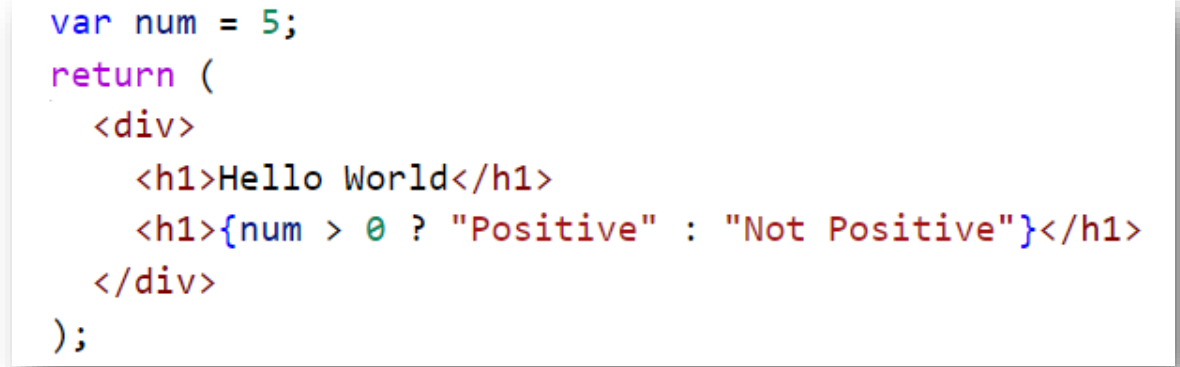 var num = 5;
return (
<div>
<h1>Hello World</h1>
<h1>{num > 0 ? "Positive" : "Not Positive"}</h1>
</div>
);